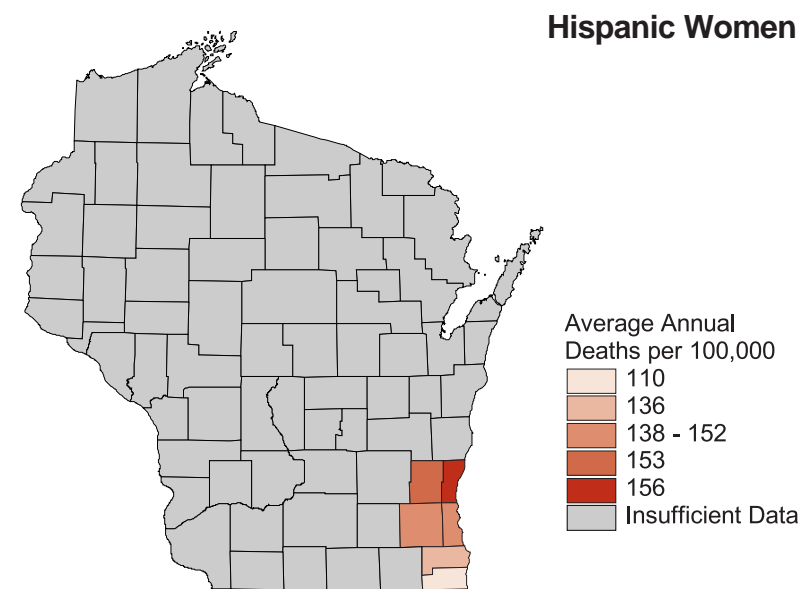 Hispanic Women
Average Annual
Deaths per 100,000
110
136
138 - 152
153
156
Insufficient Data